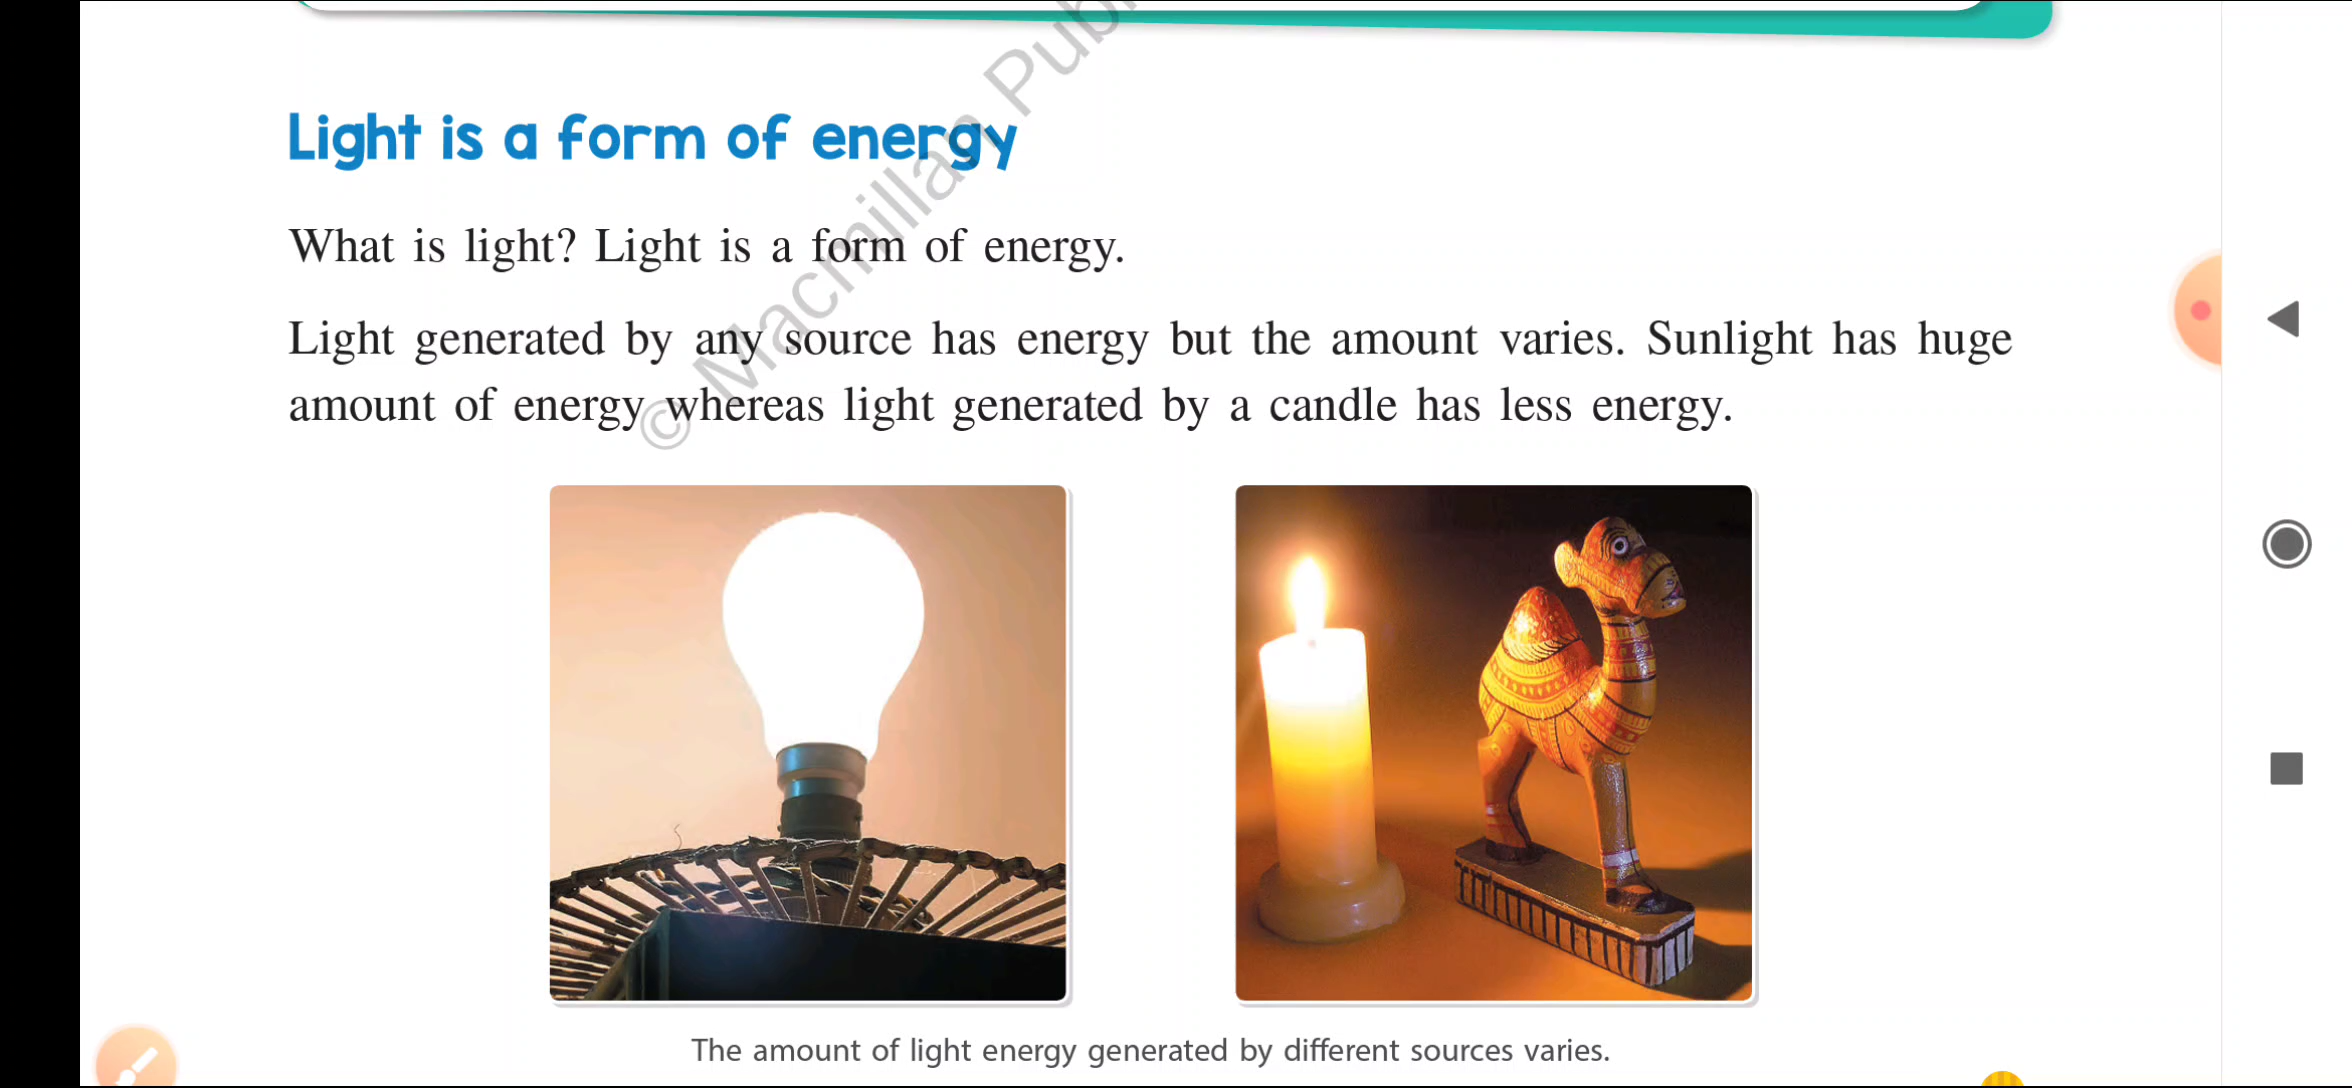 Light is a form of energy
What is light? Light is a form of energy.
Light generated by any source has energy but the amount varies. Sunlight has huge
amount of energy whereas light generated by a candle has less energy.
The amount of light energy generated by different sources varies.
© Macmillan Publ